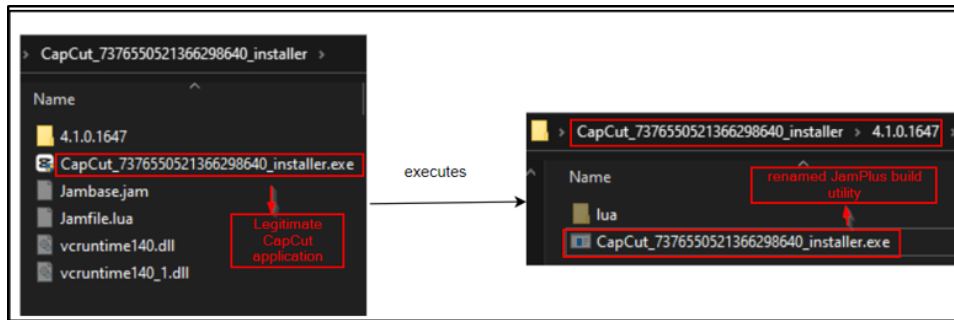 CapCut_7376550521366298640_installer
Name
4.1.0.1647
CapCut_7376550521366298640_installer.exe
Jambase.jam
Jamfile.lua
vcruntime140.dll
vcruntime140_1.dll
Legitimate
CapCut
application
executes
CapCut_7376550521366298640_installer > 4.1.0.1647
Name
renamed JamPlus build
utility
lua
CapCut_7376550521366298640_installer.exe